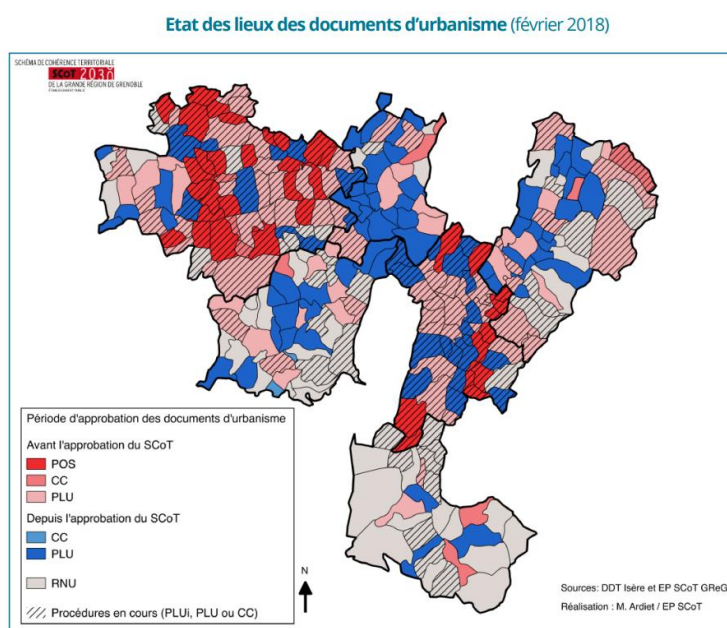 Etat des lieux des documents d'urbanisme (février 2018)
SCHÉMA DE COHÉRENCE TERRITORIALE
SCoT 2030
DE LA GRANDE RÉGION DE GRENOBLE
ÉTABLISSEMENT PUBLIC
Période d'approbation des documents d'urbanisme
Avant l'approbation du SCoT
POS
CC
PLU
Depuis l'approbation du SCoT
CC
PLU
RNU
Procédures en cours (PLUi, PLU ou CC)
N
Sources: DDT Isère et EP SCoT GReG
Réalisation : M. Ardiet / EP SCoT